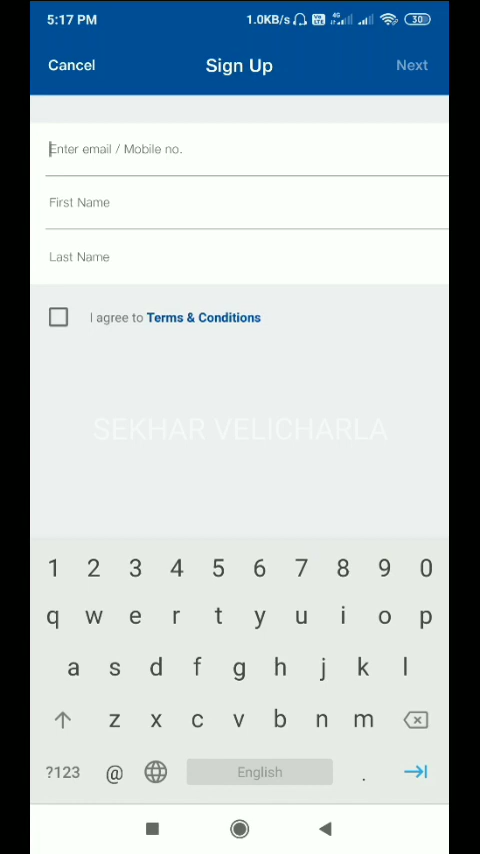 5:17 PM 1.0KB/s 4G 30
Cancel Sign Up Next
Enter email / Mobile no.
First Name
Last Name
I agree to Terms & Conditions
SEKHAR VELICHARLA
1 2 3 4 5 6 7 8 9 0
q w e r t y u i o p
a s d f g h j k l
z x c v b n m
?123 @ English .